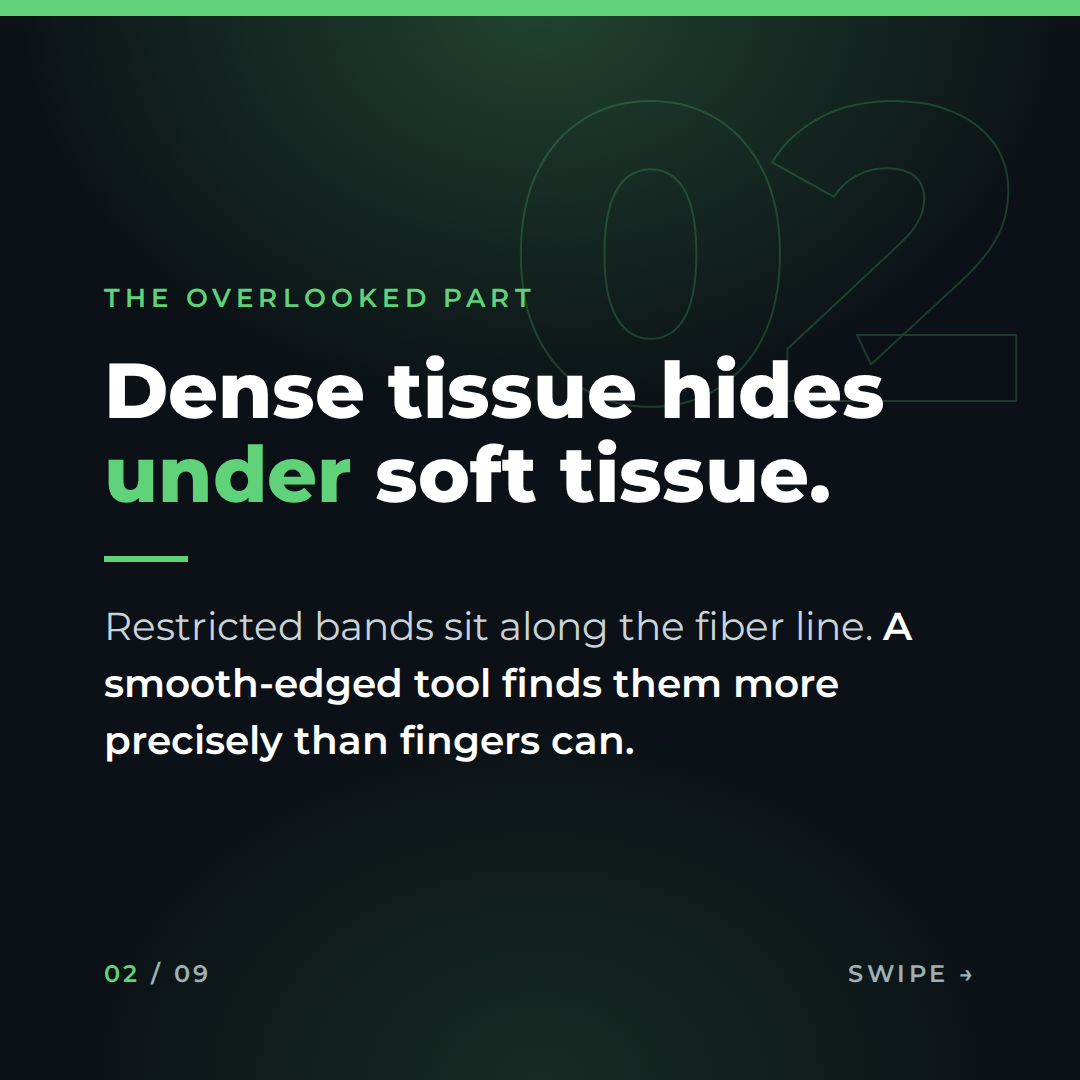 02
THE OVERLOOKED PART
Dense tissue hides
under soft tissue.
Restricted bands sit along the fiber line. A
smooth-edged tool finds them more
precisely than fingers can.
02 / 09
SWIPE →